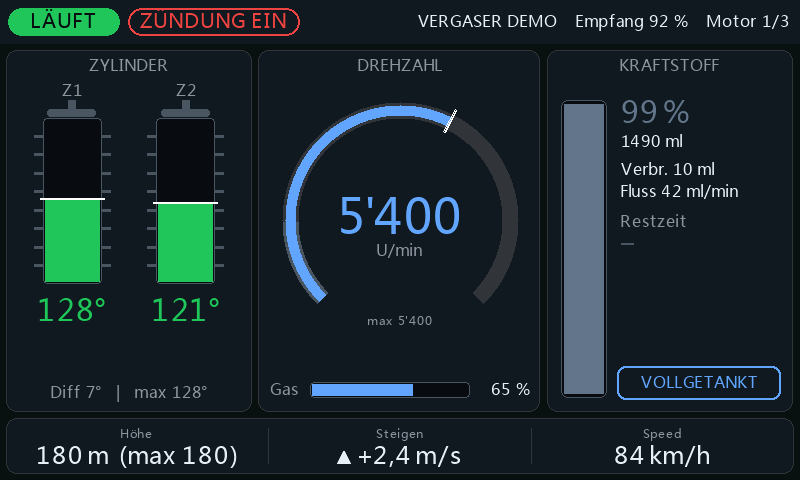 LÄUFT ZÜNDUNG EIN VERGASER DEMO Empfang 92 % Motor 1/3
ZYLINDER
Z1 Z2
128° 121°
Diff 7° | max 128°
DREHZAHL
5'400
U/min
max 5'400
Gas 65 %
KRAFTSTOFF
99 %
1490 ml
Verbr. 10 ml
Fluss 42 ml/min
Restzeit
—
VOLLGETANKT
Höhe
180 m (max 180)
Steigen
▲ +2,4 m/s
Speed
84 km/h